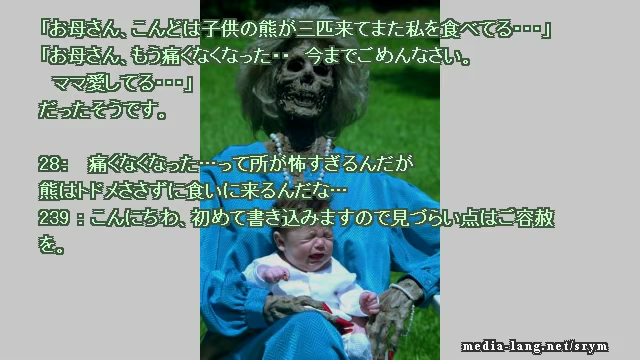 「お母さん、こんどは子供の熊が三匹来てまた私を食べてる・・・」
「お母さん、もう痛くなくなった・・　今までごめんなさい。
　ママ愛してる・・・」
だったそうです。
28：　痛くなくなった…って所が怖すぎるんだが
熊はトドメささずに食いに来るんだな…
239：こんにちわ、初めて書き込みますので見づらい点はご容赦
を。
media-lang.net/srym